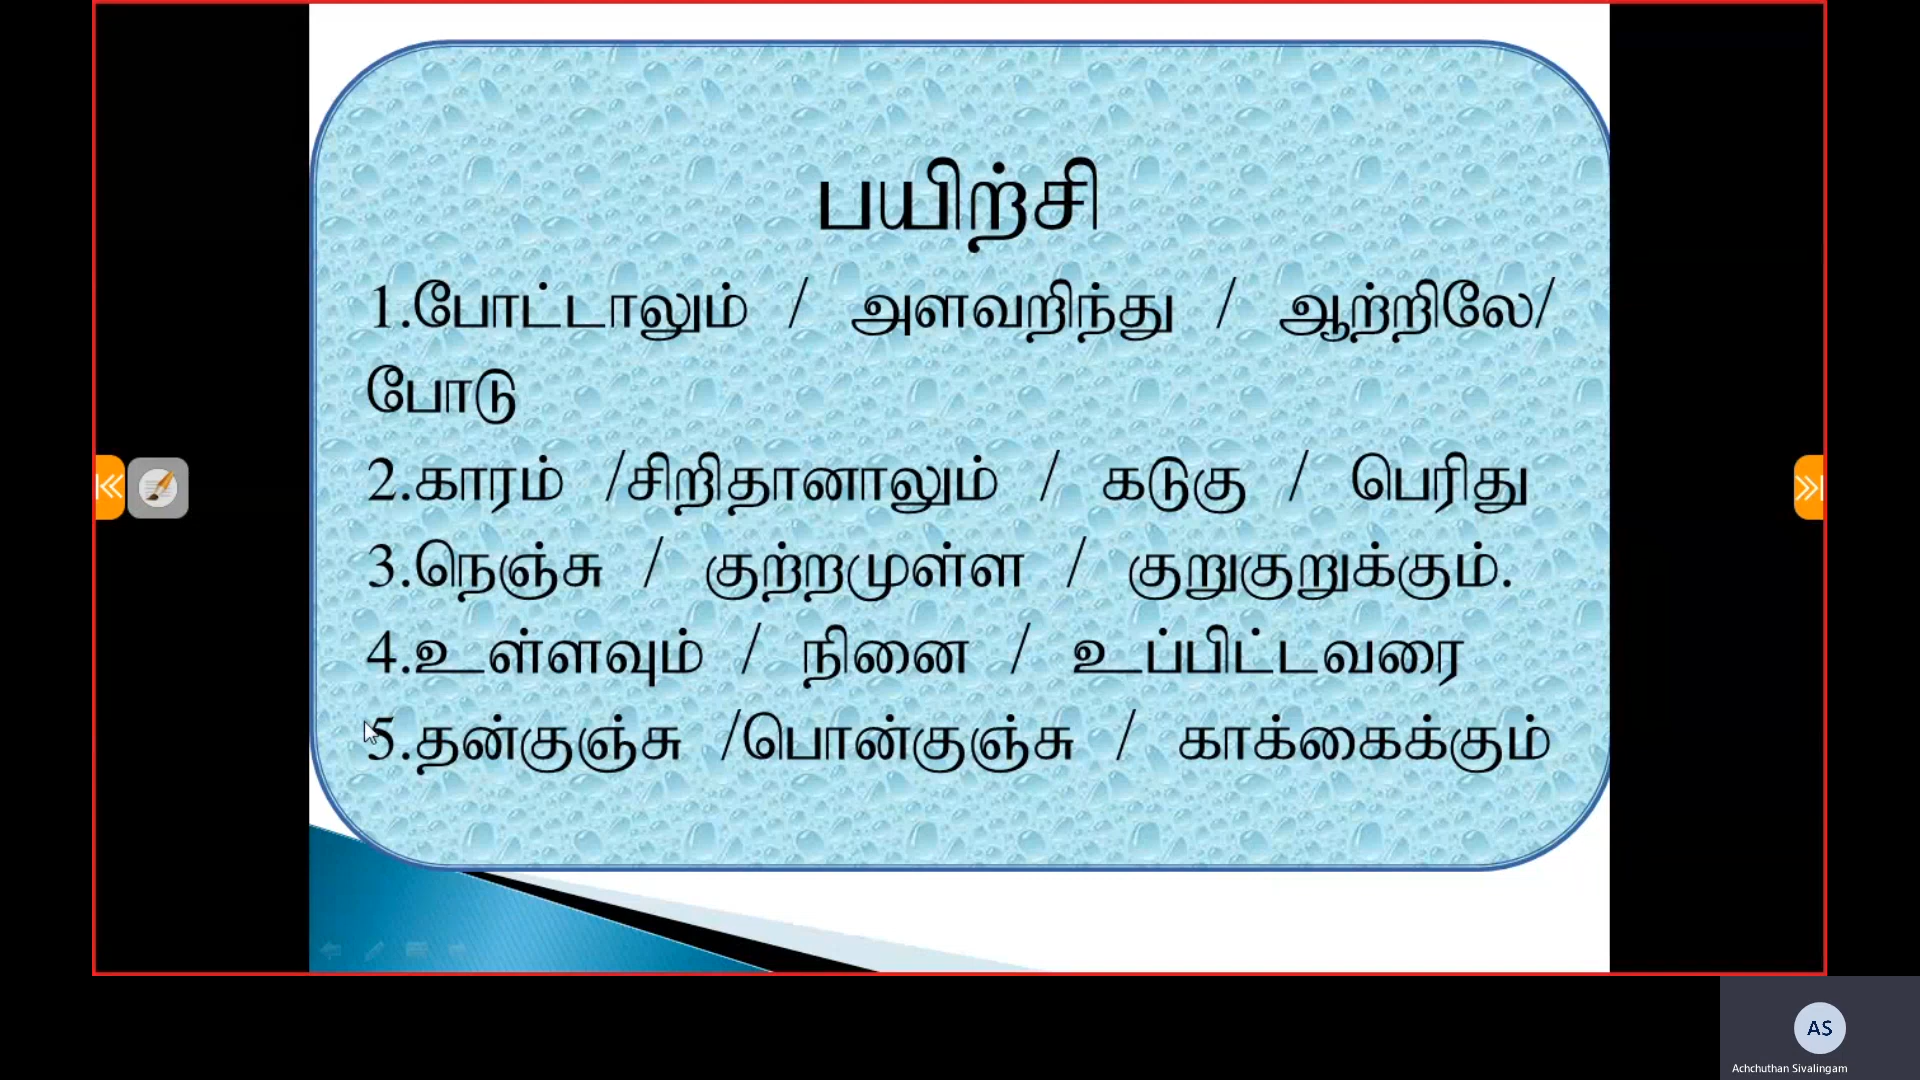 பயிற்சி
1.போட்டாலும் / அளவறிந்து / ஆற்றிலே/
போடு
2.காரம் /சிறிதானாலும் / கடுகு / பெரிது
3.நெஞ்சு / குற்றமுள்ள / குறுகுறுக்கும்.
4.உள்ளவும் / நினை / உப்பிட்டவரை
5.தன்குஞ்சு /பொன்குஞ்சு / காக்கைக்கும்
AS
Achchuthan Sivalingam